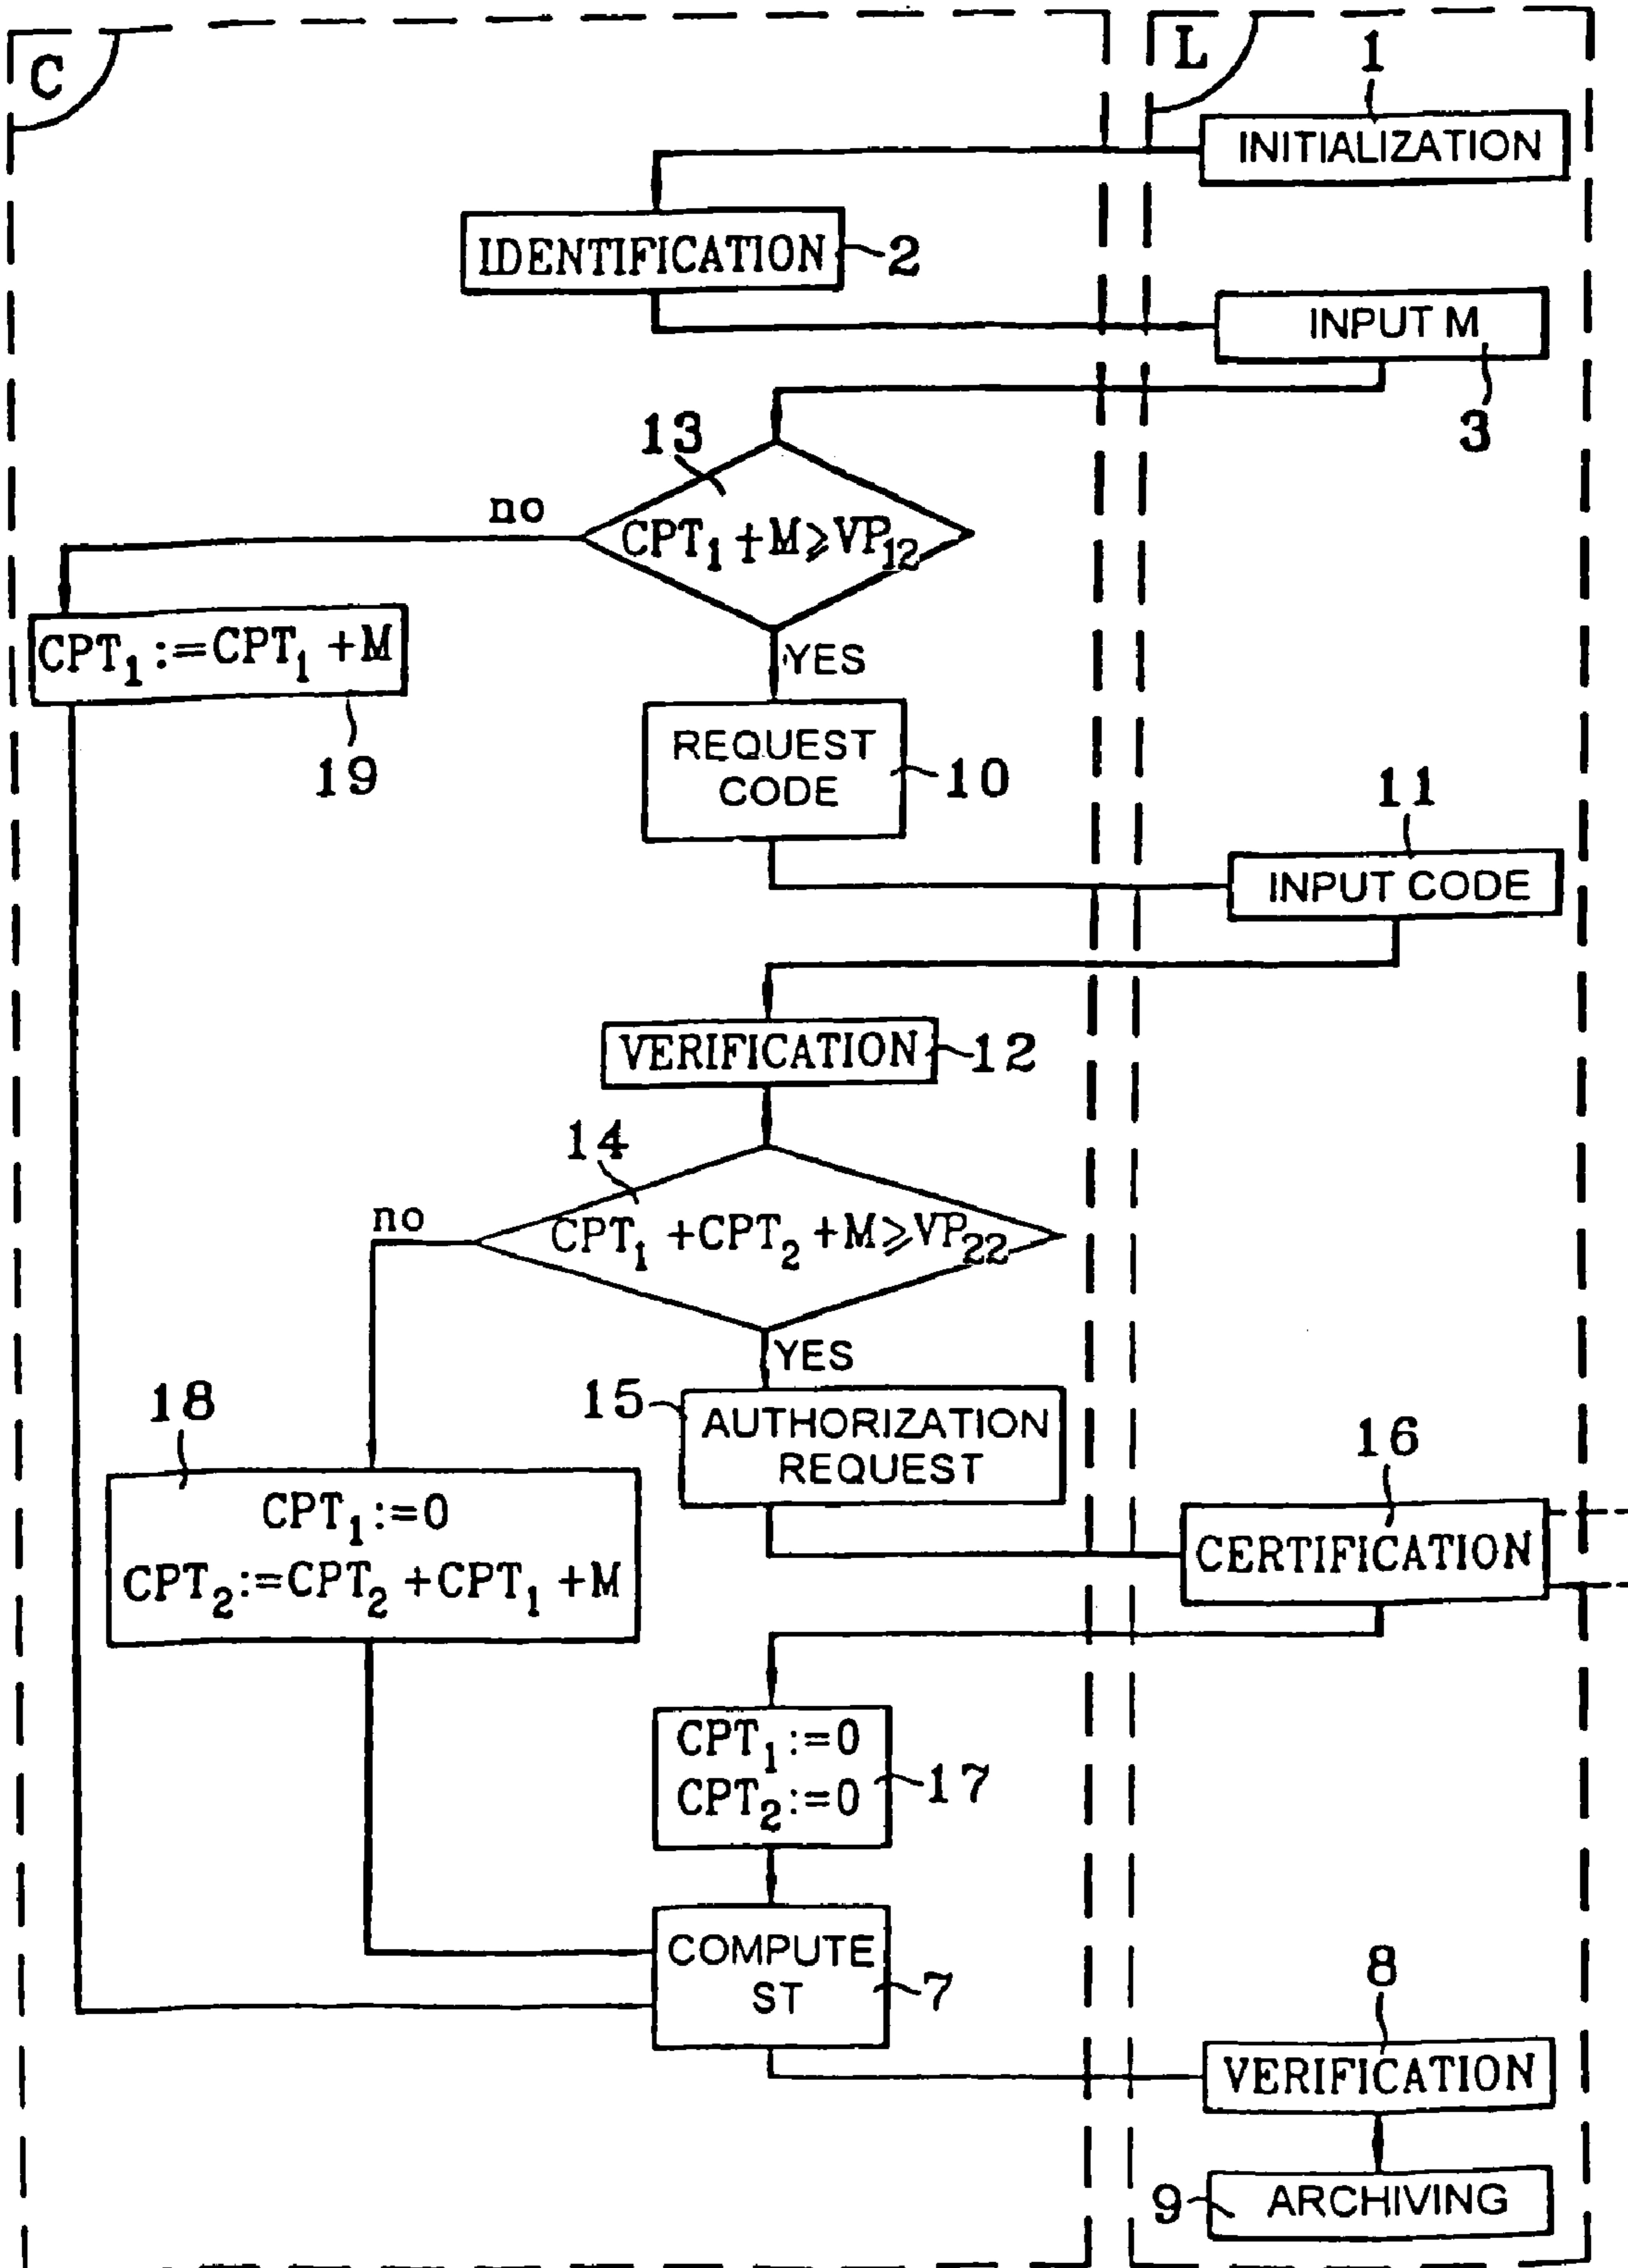 C
L
1
INITIALIZATION
IDENTIFICATION
2
INPUT M
3
13
no
CPT₁ + M ⩾ VP₁₂
CPT₁ := CPT₁ + M
19
YES
REQUEST
CODE
10
11
INPUT CODE
VERIFICATION
12
14
no
CPT₁ + CPT₂ + M ⩾ VP₂₂
YES
15
AUTHORIZATION
REQUEST
18
CPT₁ := 0
CPT₂ := CPT₂ + CPT₁ + M
16
CERTIFICATION
CPT₁ := 0
CPT₂ := 0
17
COMPUTE
ST
7
8
VERIFICATION
9
ARCHIVING